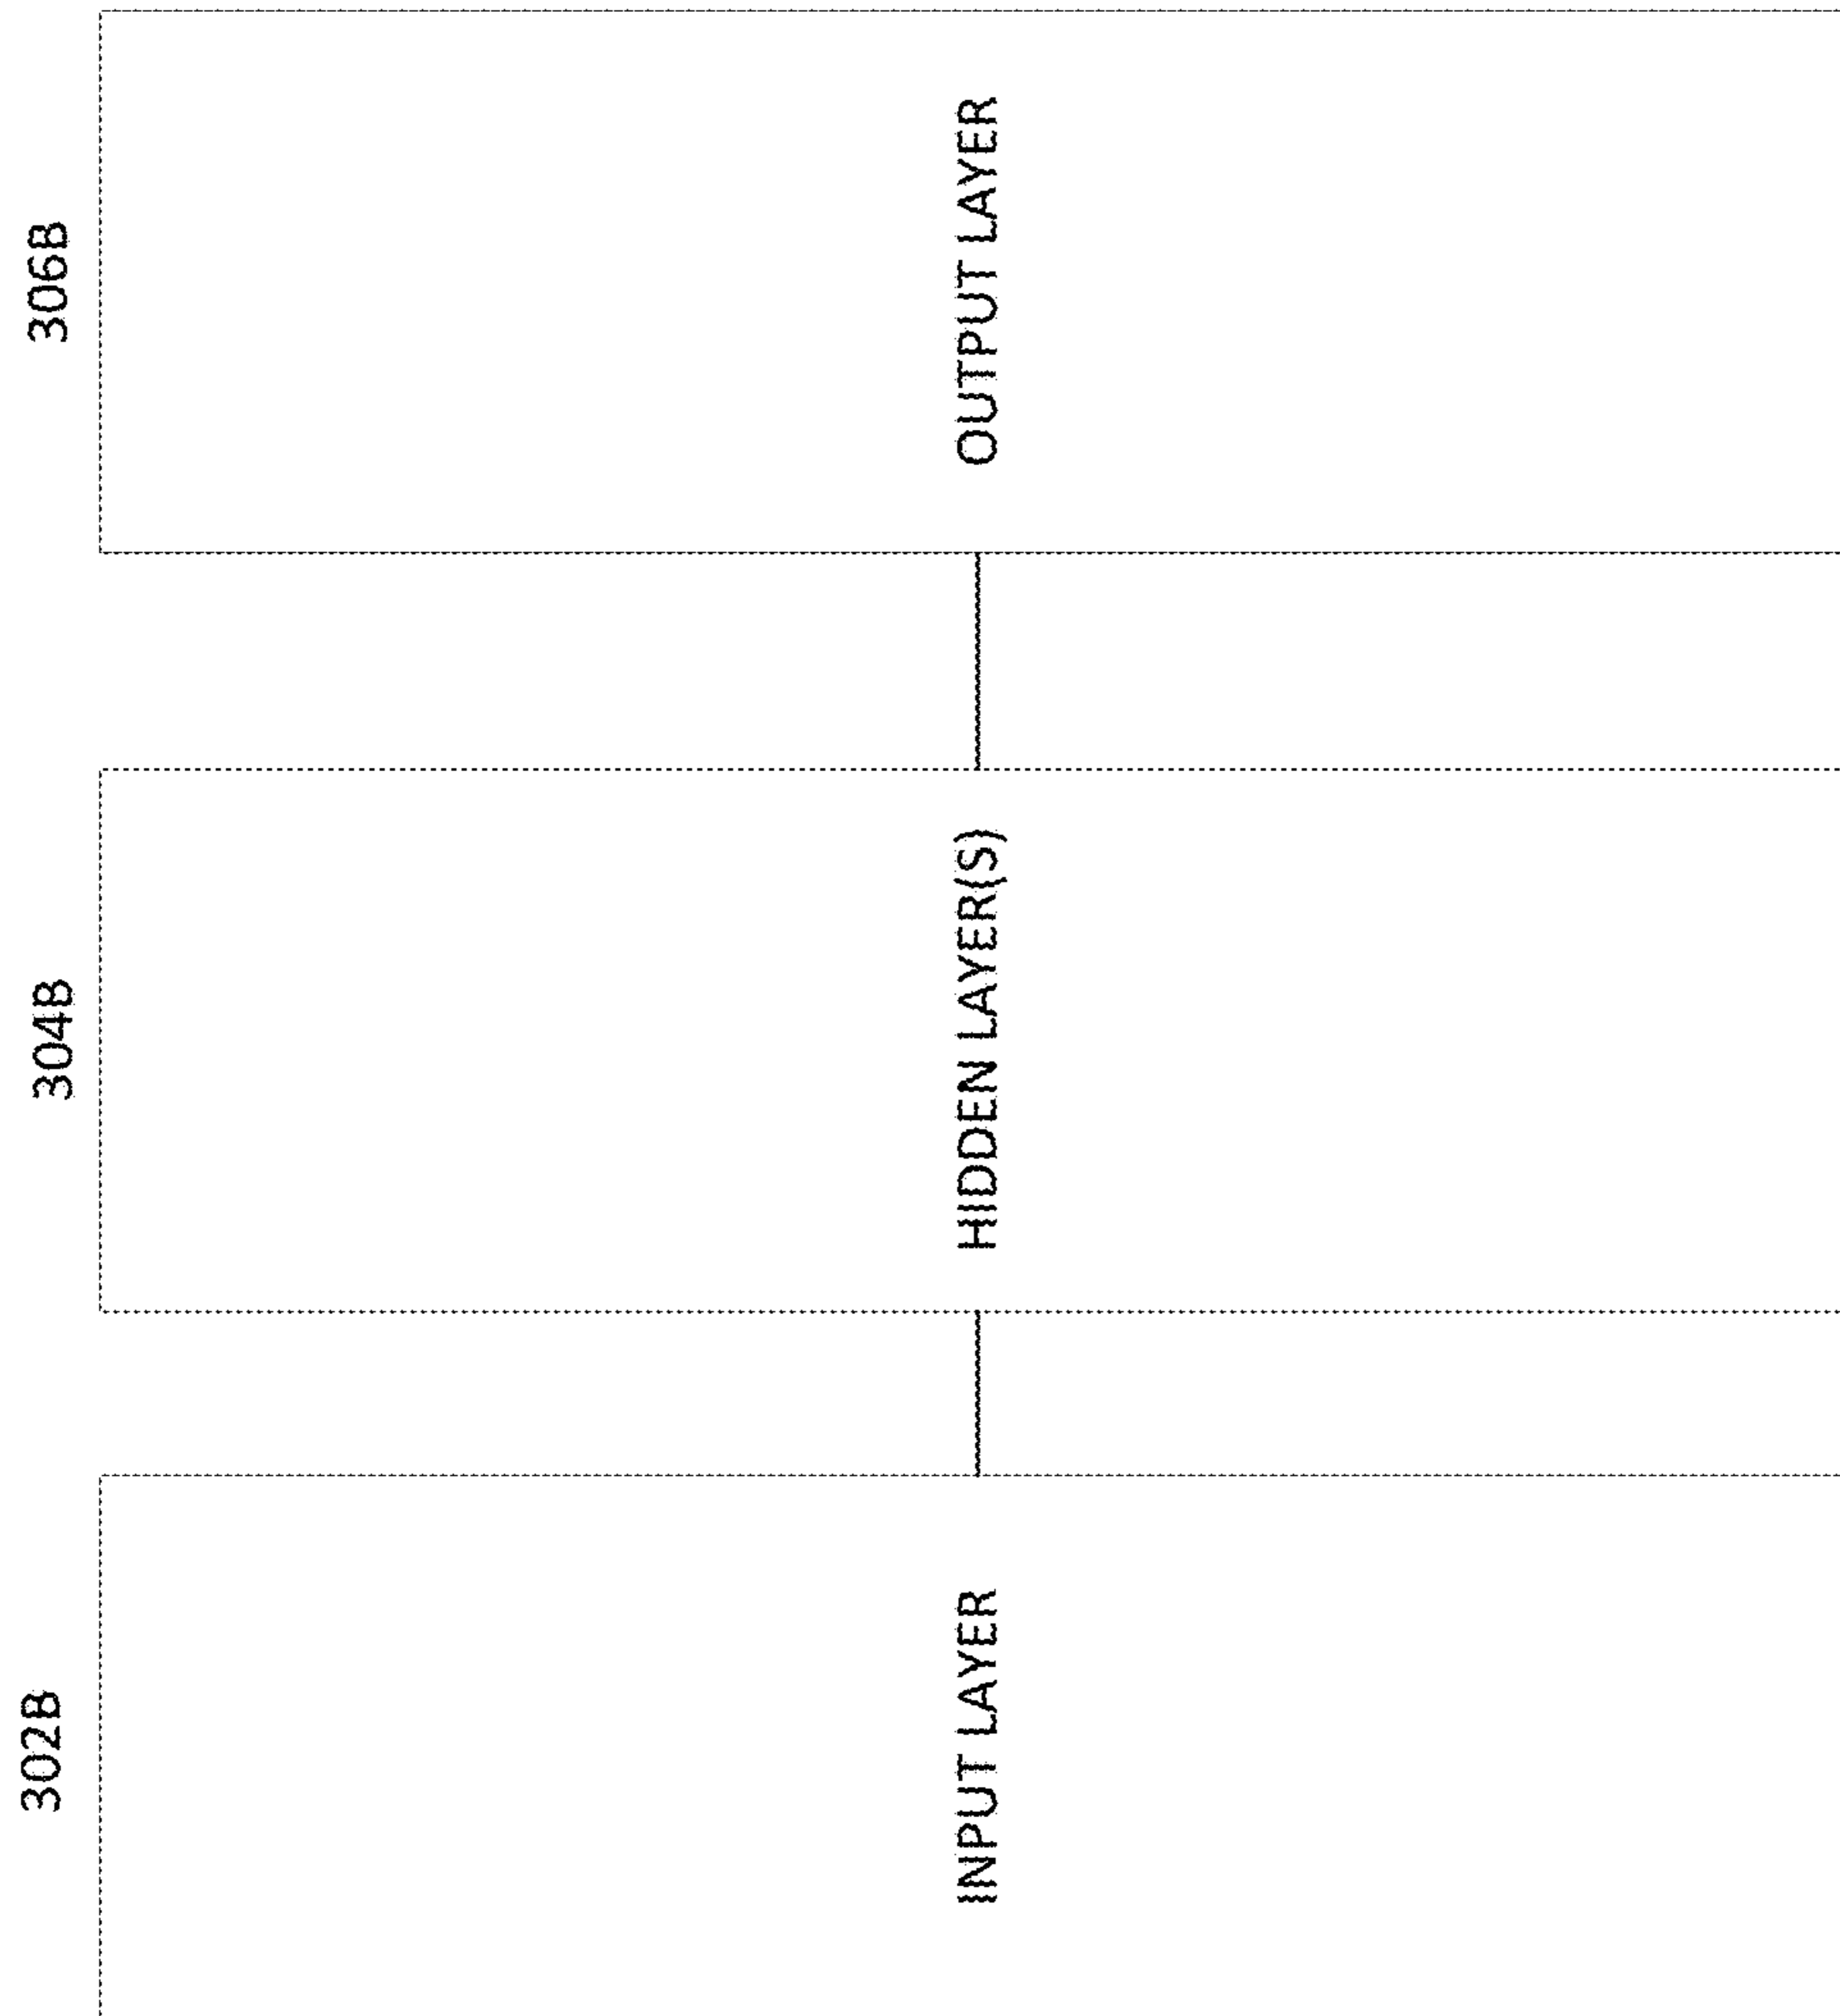 302B
INPUT LAYER
304B
HIDDEN LAYER(S)
306B
OUTPUT LAYER